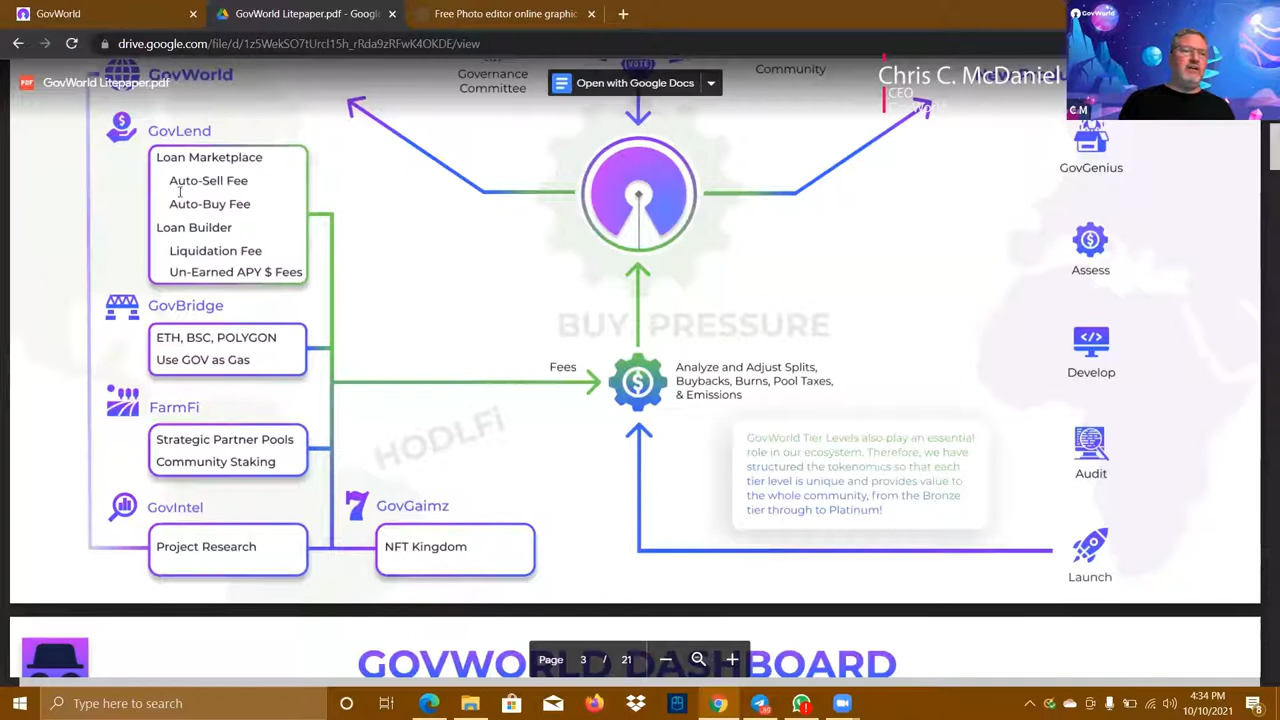 GovWorld
GovWorld Litepaper.pdf - Google
Free Photo editor online graphic
drive.google.com/file/d/1z5WekSO7tUrcI15h_rRda9zRFwK4OKDE/view
GovWorld
PDF
GovWorld Litepaper.pdf
GovWorld
Governance
Committee
VOTE
Open with Google Docs
Community
Chris C. McDaniel
CEO
C M
GovLend
Loan Marketplace
Auto-Sell Fee
Auto-Buy Fee
Loan Builder
Liquidation Fee
Un-Earned APY $ Fees
GovBridge
ETH, BSC, POLYGON
Use GOV as Gas
FarmFi
Strategic Partner Pools
Community Staking
GovIntel
Project Research
GovGaimz
NFT Kingdom
BUY PRESSURE
Fees
Analyze and Adjust Splits,
Buybacks, Burns, Pool Taxes,
& Emissions
ODLFi
GovWorld Tier Levels also play an essential
role in our ecosystem. Therefore, we have
structured the tokenomics so that each
tier level is unique and provides value to
the whole community, from the Bronze
tier through to Platinum!
GovGenius
Assess
Develop
Audit
Launch
GOVWORLD DASHBOARD
Page 3 / 21
Type here to search
4:34 PM
10/10/2021
8